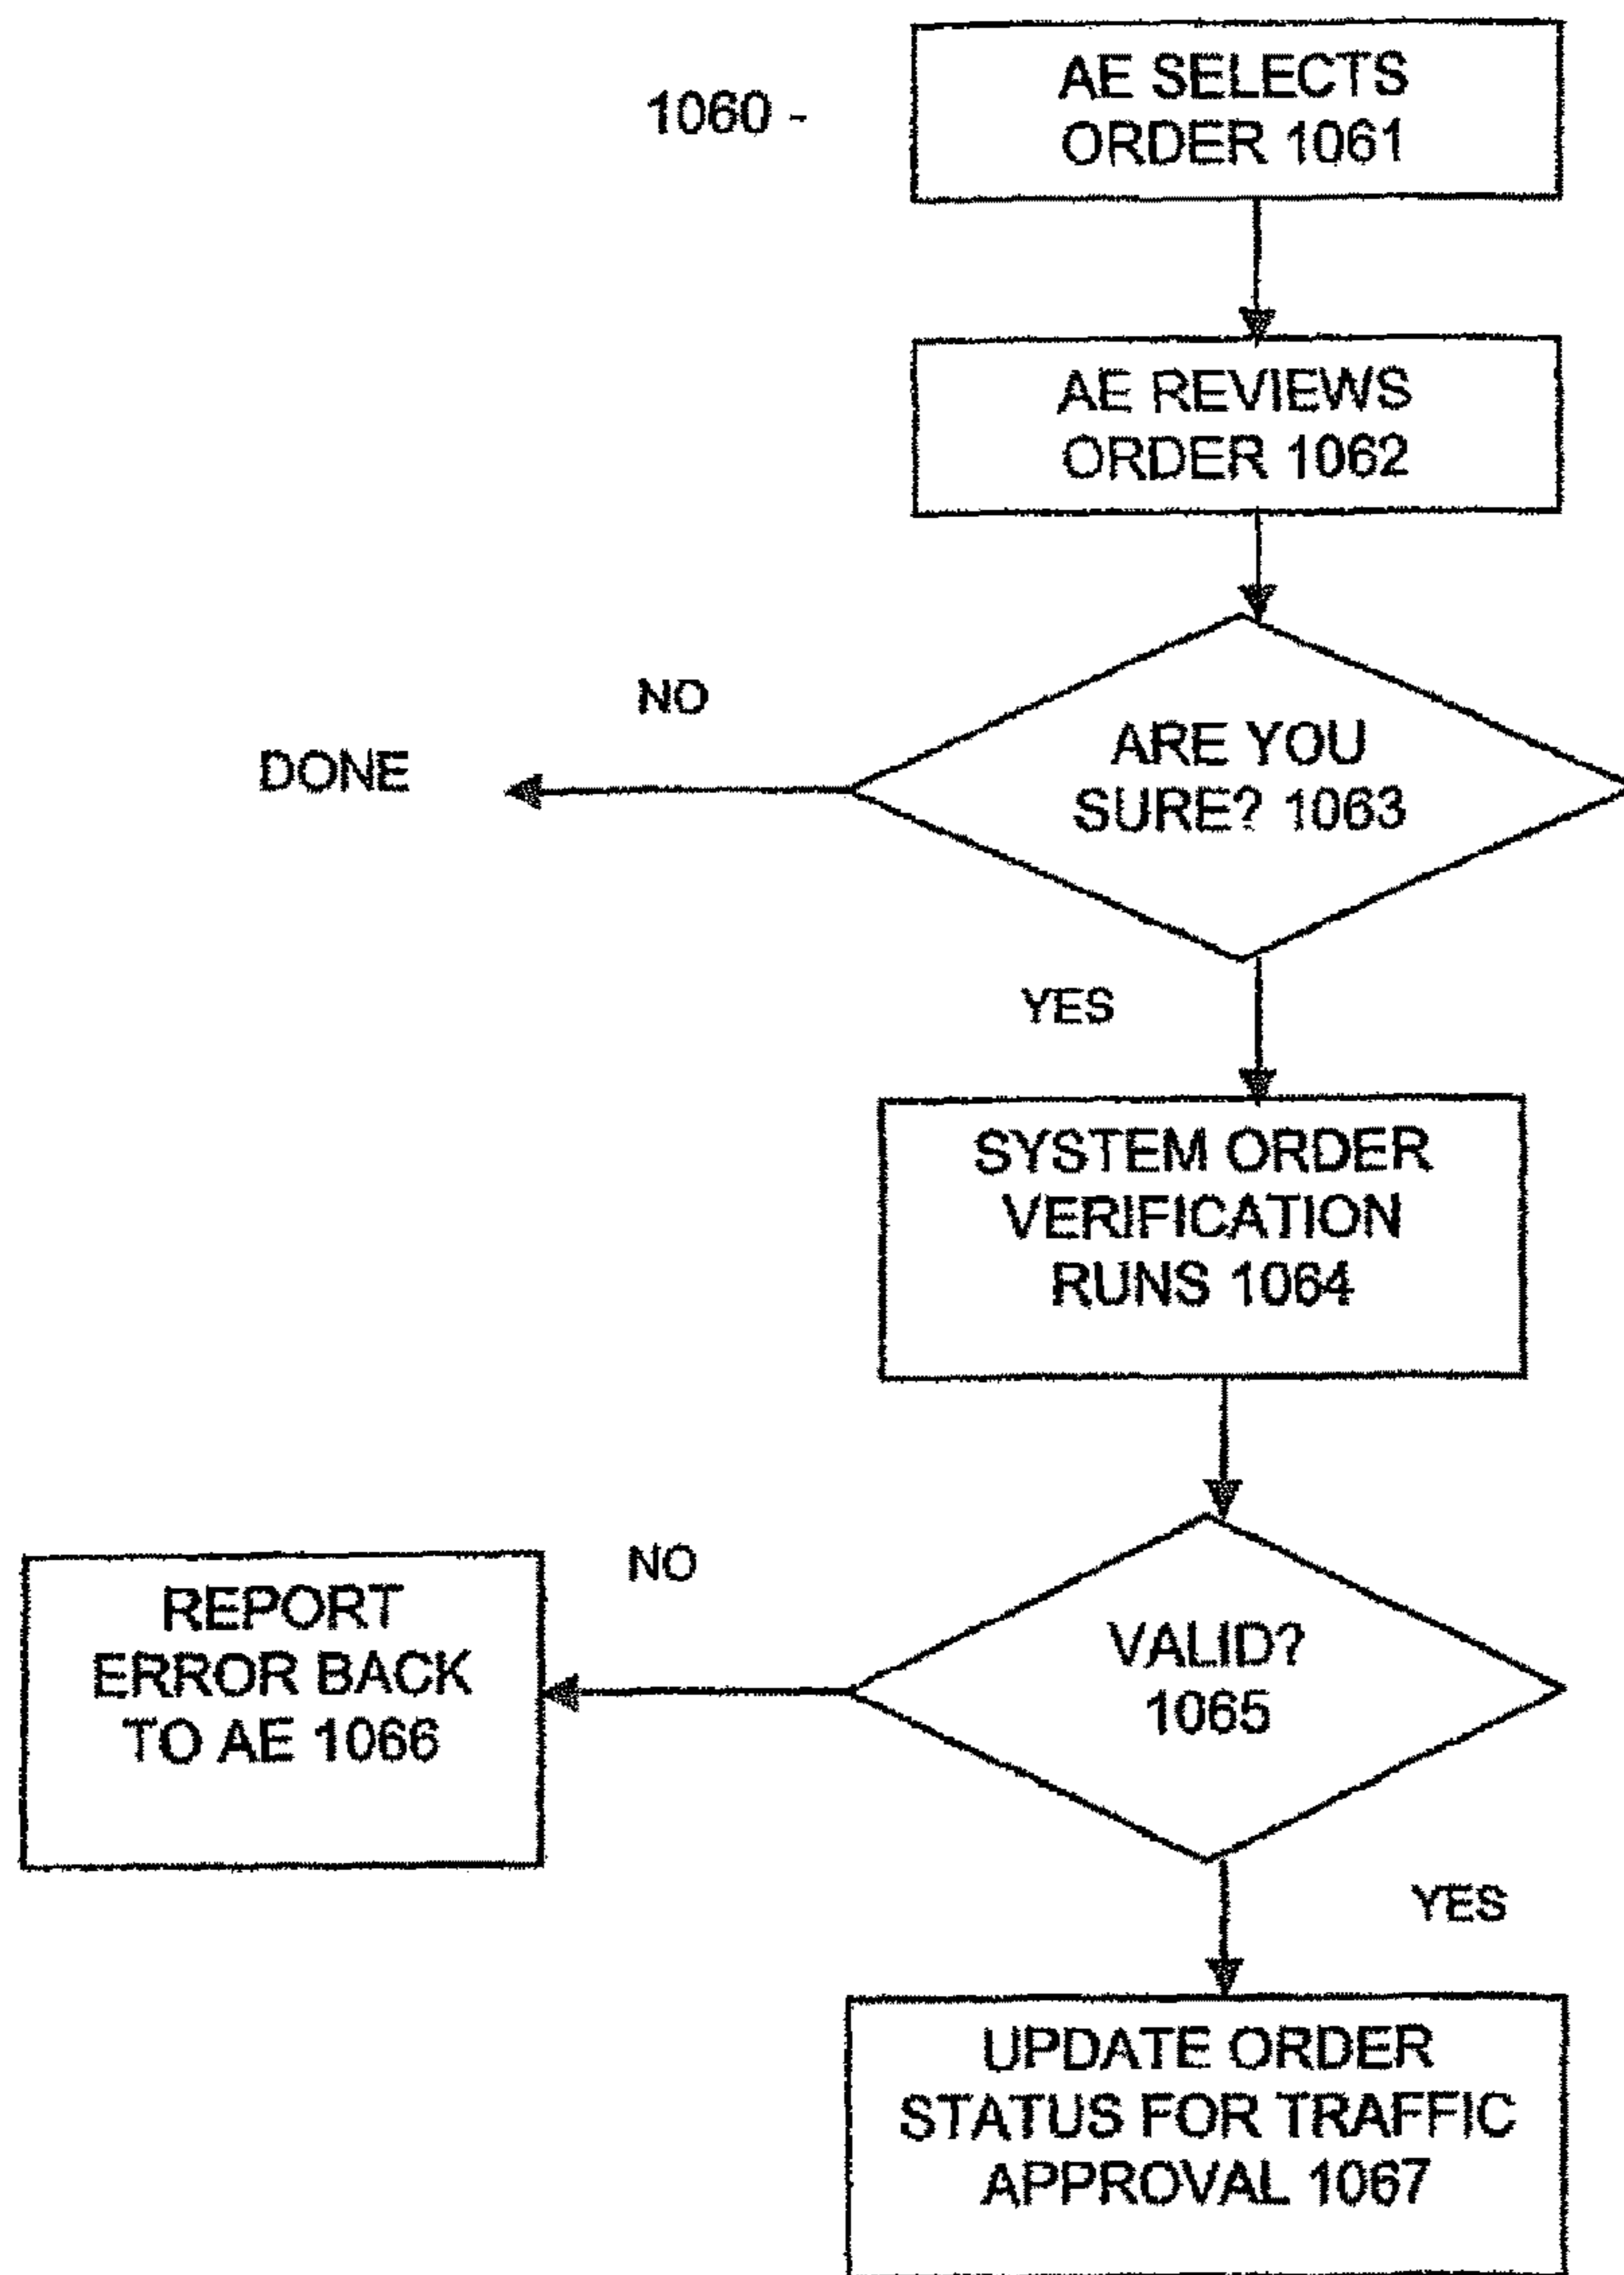 1060 -
AE SELECTS
ORDER 1061
AE REVIEWS
ORDER 1062
NO
DONE
ARE YOU
SURE? 1063
YES
SYSTEM ORDER
VERIFICATION
RUNS 1064
NO
REPORT
ERROR BACK
TO AE 1066
VALID?
1065
YES
UPDATE ORDER
STATUS FOR TRAFFIC
APPROVAL 1067